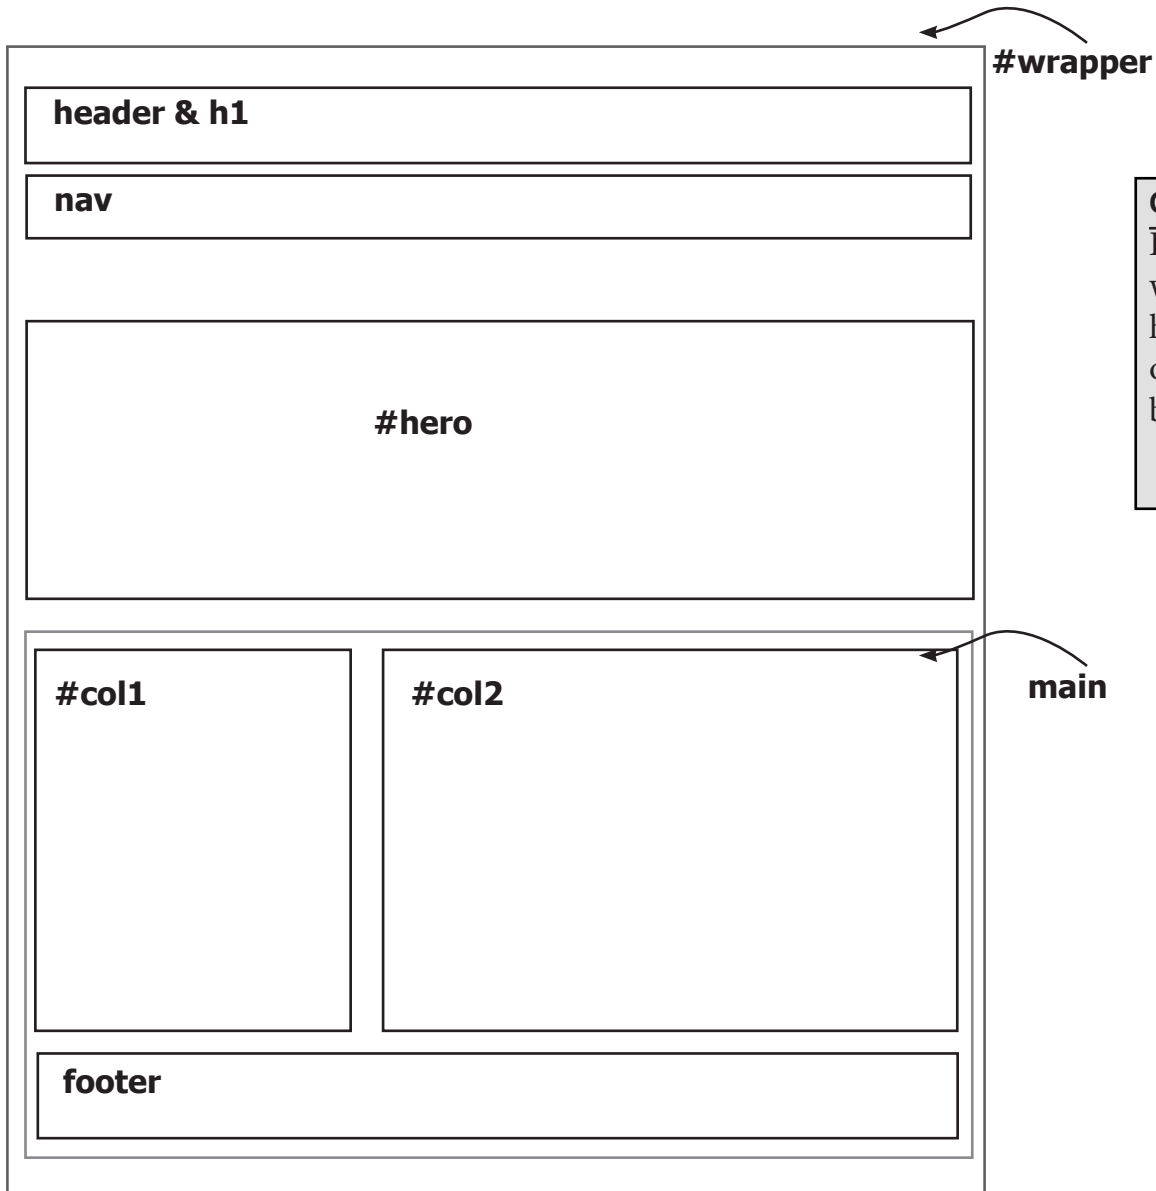 #wrapper
header & h1
nav
#hero
#col1
#col2
main
footer